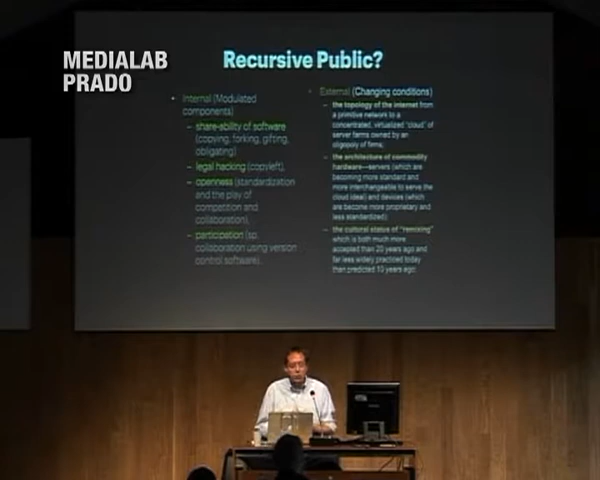 MEDIALAB
PRADO
Recursive Public?
• Internal (Modulated
components)
– share-ability of software
(copying, forking, gifting,
obligating)
– legal hacking (copyleft),
– openness (standardization
and the play of
competition and
collaboration),
– participation (sp.
collaboration using version
control software).
• External (Changing conditions)
– the topology of the internet from
a primitive network to a
concentrated, virtualized "cloud" of
server farms owned by an
oligopoly of firms;
– the architecture of commodity
hardware—servers (which are
becoming more standard and
more interchangeable to serve the
cloud ideal) and devices (which
are become more proprietary and
less standardized)
– the cultural status of "remixing"
which is both much more
accepted than 20 years ago and
far less widely practiced today
than predicted 10 years ago.